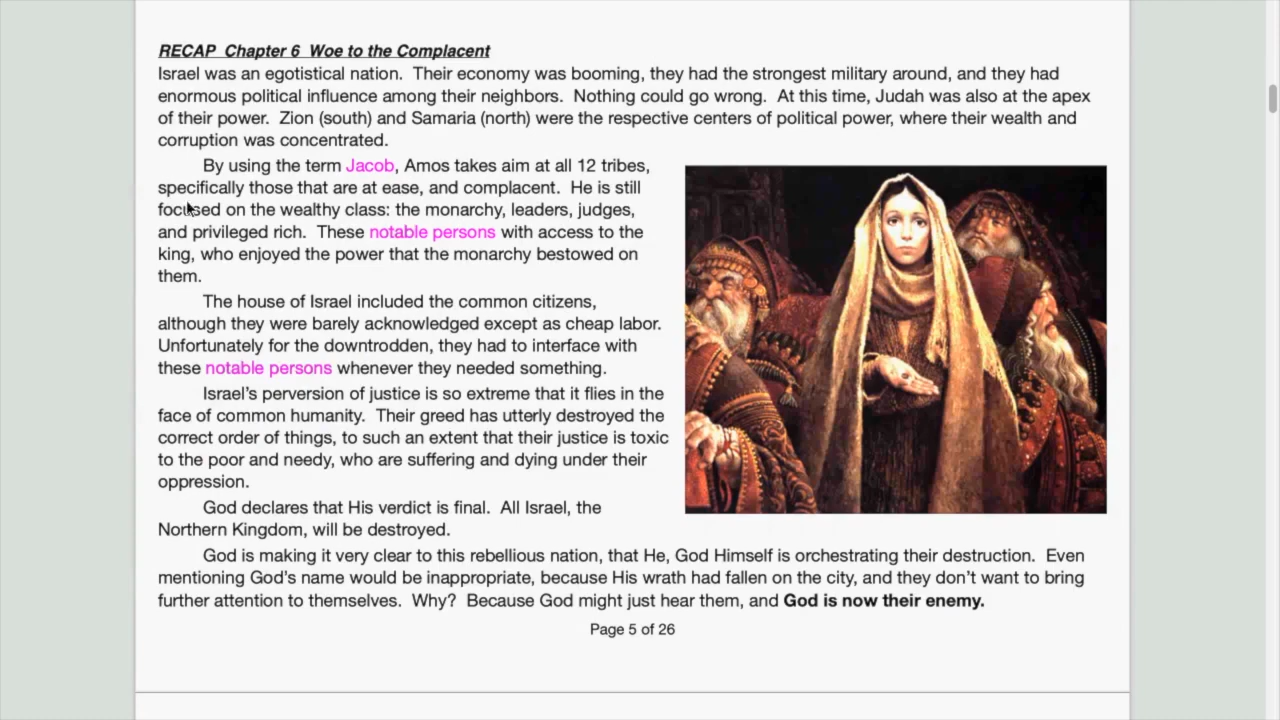 RECAP  Chapter 6  Woe to the Complacent
Israel was an egotistical nation.  Their economy was booming, they had the strongest military around, and they had
enormous political influence among their neighbors.  Nothing could go wrong.  At this time, Judah was also at the apex
of their power.  Zion (south) and Samaria (north) were the respective centers of political power, where their wealth and
corruption was concentrated.
By using the term Jacob, Amos takes aim at all 12 tribes,
specifically those that are at ease, and complacent.  He is still
focused on the wealthy class: the monarchy, leaders, judges,
and privileged rich.  These notable persons with access to the
king, who enjoyed the power that the monarchy bestowed on
them.
The house of Israel included the common citizens,
although they were barely acknowledged except as cheap labor.
Unfortunately for the downtrodden, they had to interface with
these notable persons whenever they needed something.
Israel’s perversion of justice is so extreme that it flies in the
face of common humanity.  Their greed has utterly destroyed the
correct order of things, to such an extent that their justice is toxic
to the poor and needy, who are suffering and dying under their
oppression.
God declares that His verdict is final.  All Israel, the
Northern Kingdom, will be destroyed.
God is making it very clear to this rebellious nation, that He, God Himself is orchestrating their destruction.  Even
mentioning God’s name would be inappropriate, because His wrath had fallen on the city, and they don’t want to bring
further attention to themselves.  Why?  Because God might just hear them, and God is now their enemy.
Page 5 of 26